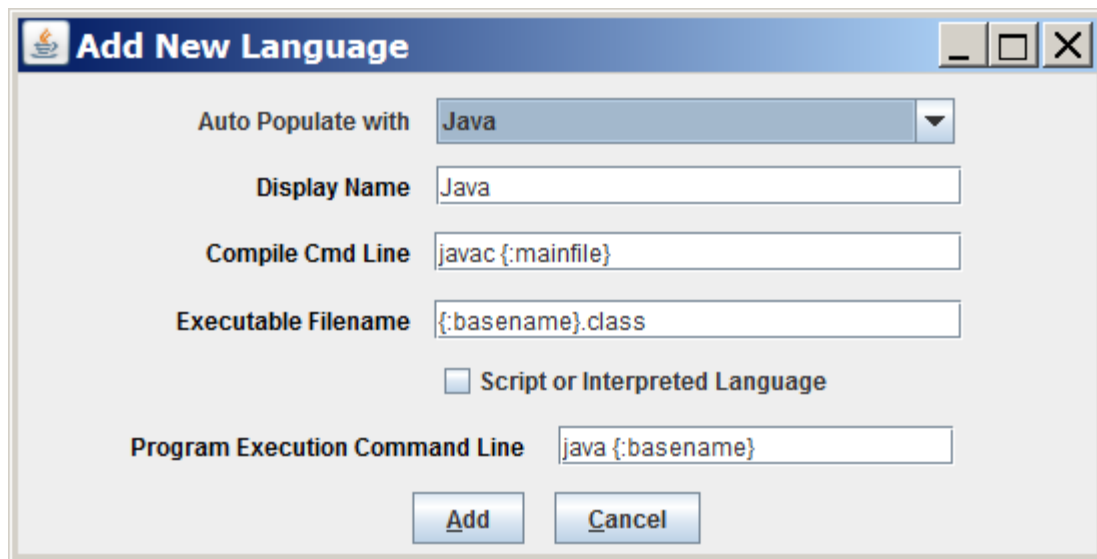 Add New Language
Auto Populate with Java
Display Name Java
Compile Cmd Line javac {:mainfile}
Executable Filename {:basename}.class
Script or Interpreted Language
Program Execution Command Line java {:basename}
Add Cancel